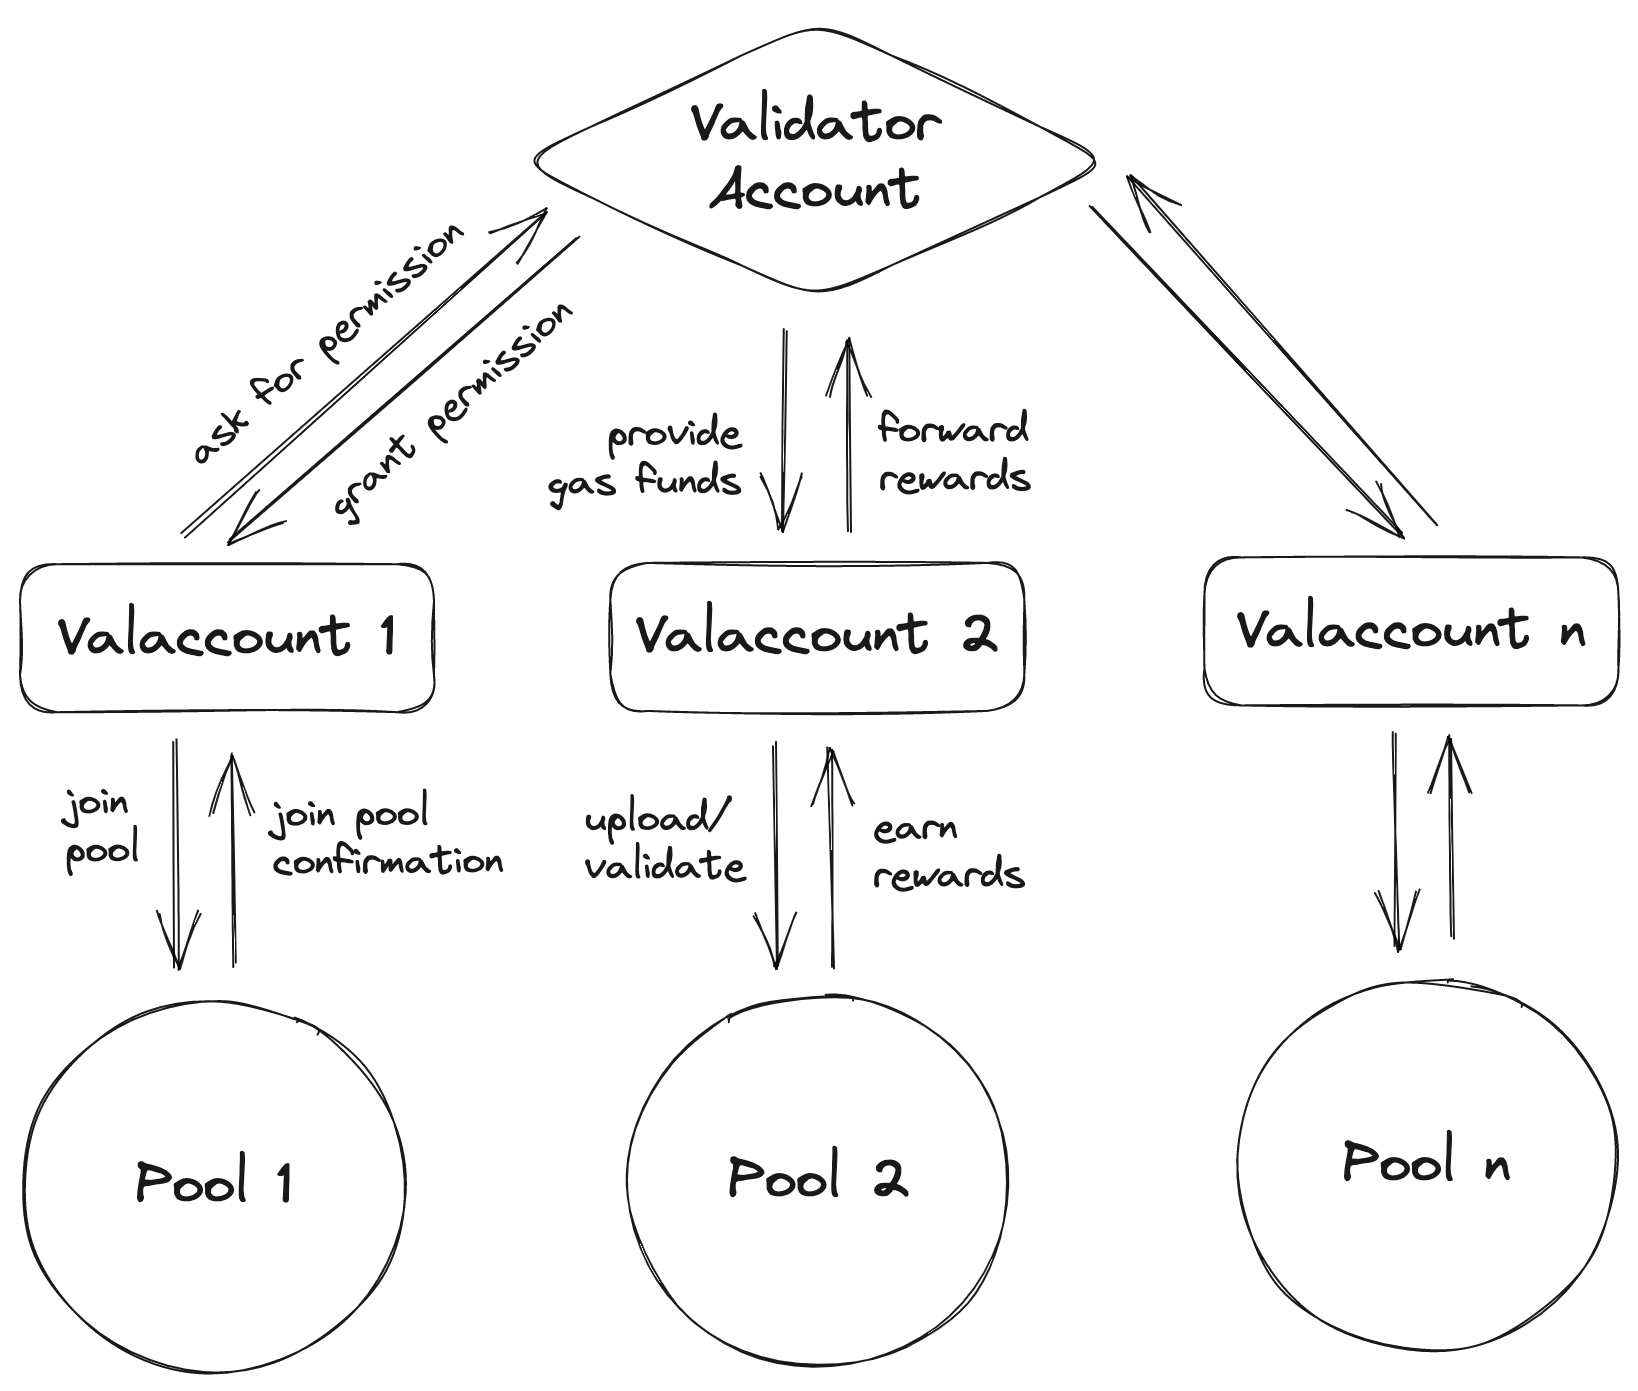 Validator
Account
ask for permission
grant permission
provide
gas funds
forward
rewards
Valaccount 1
Valaccount 2
Valaccount n
join
pool
join pool
confirmation
upload/
validate
earn
rewards
Pool 1
Pool 2
Pool n